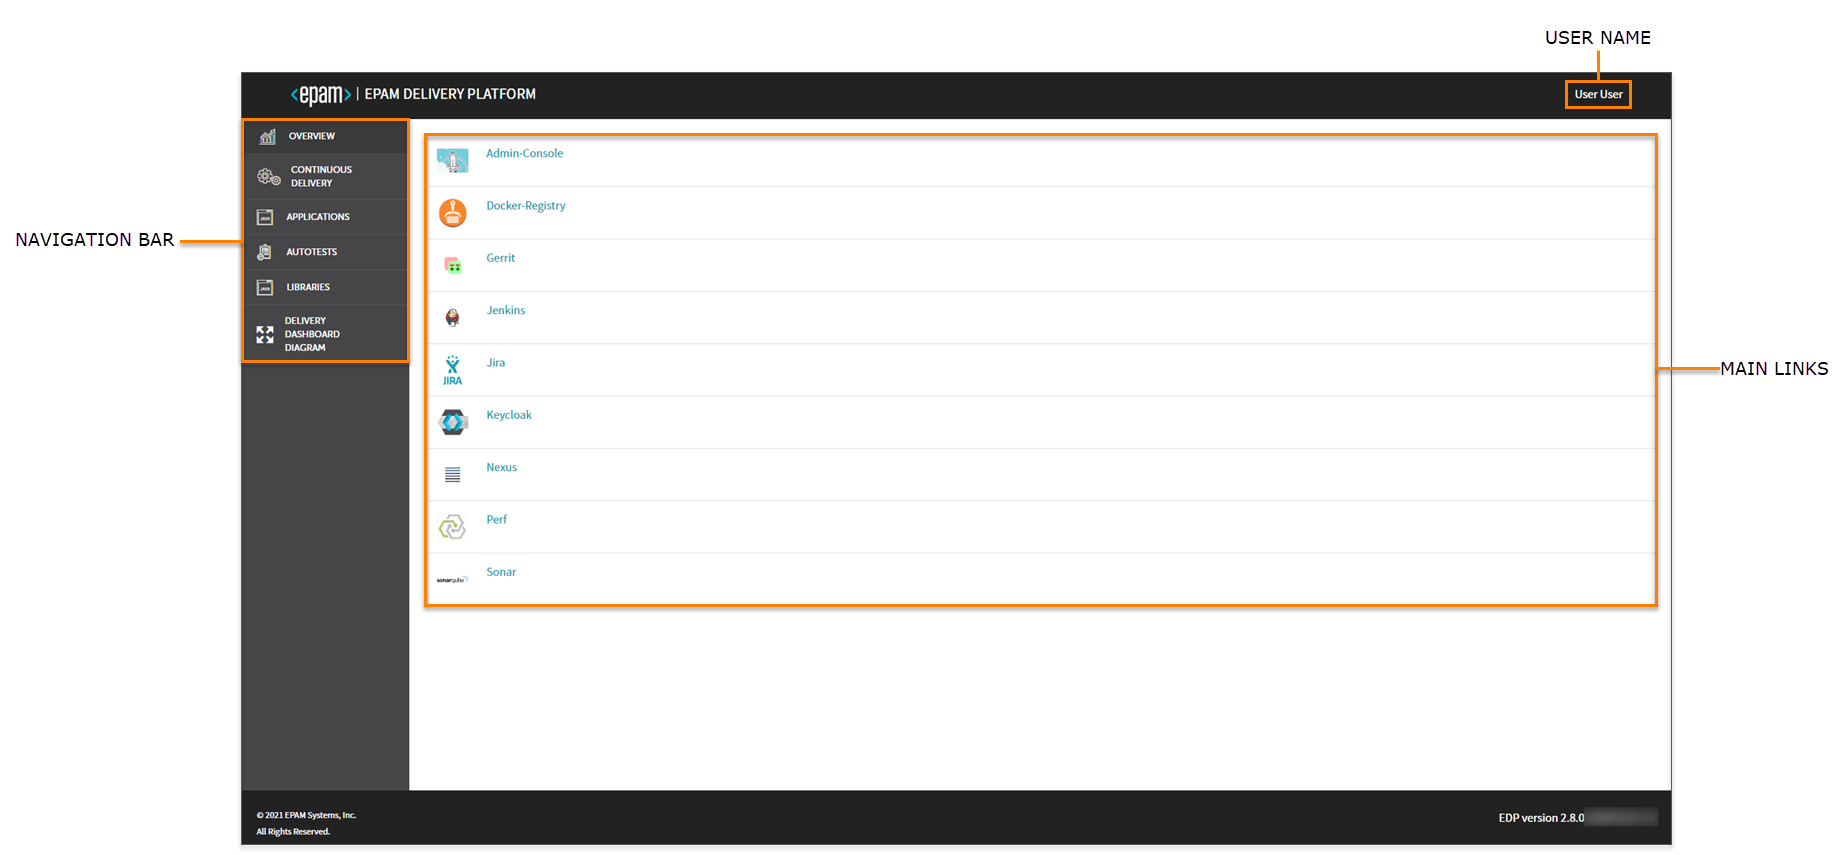 USER NAME
<epam> | EPAM DELIVERY PLATFORM
User User
OVERVIEW
CONTINUOUS
DELIVERY
APPLICATIONS
AUTOTESTS
LIBRARIES
DELIVERY
DASHBOARD
DIAGRAM
NAVIGATION BAR
Admin-Console
Docker-Registry
Gerrit
Jenkins
Jira
JIRA
Keycloak
Nexus
Perf
Sonar
sonarqube
MAIN LINKS
© 2021 EPAM Systems, Inc.
All Rights Reserved.
EDP version 2.8.0